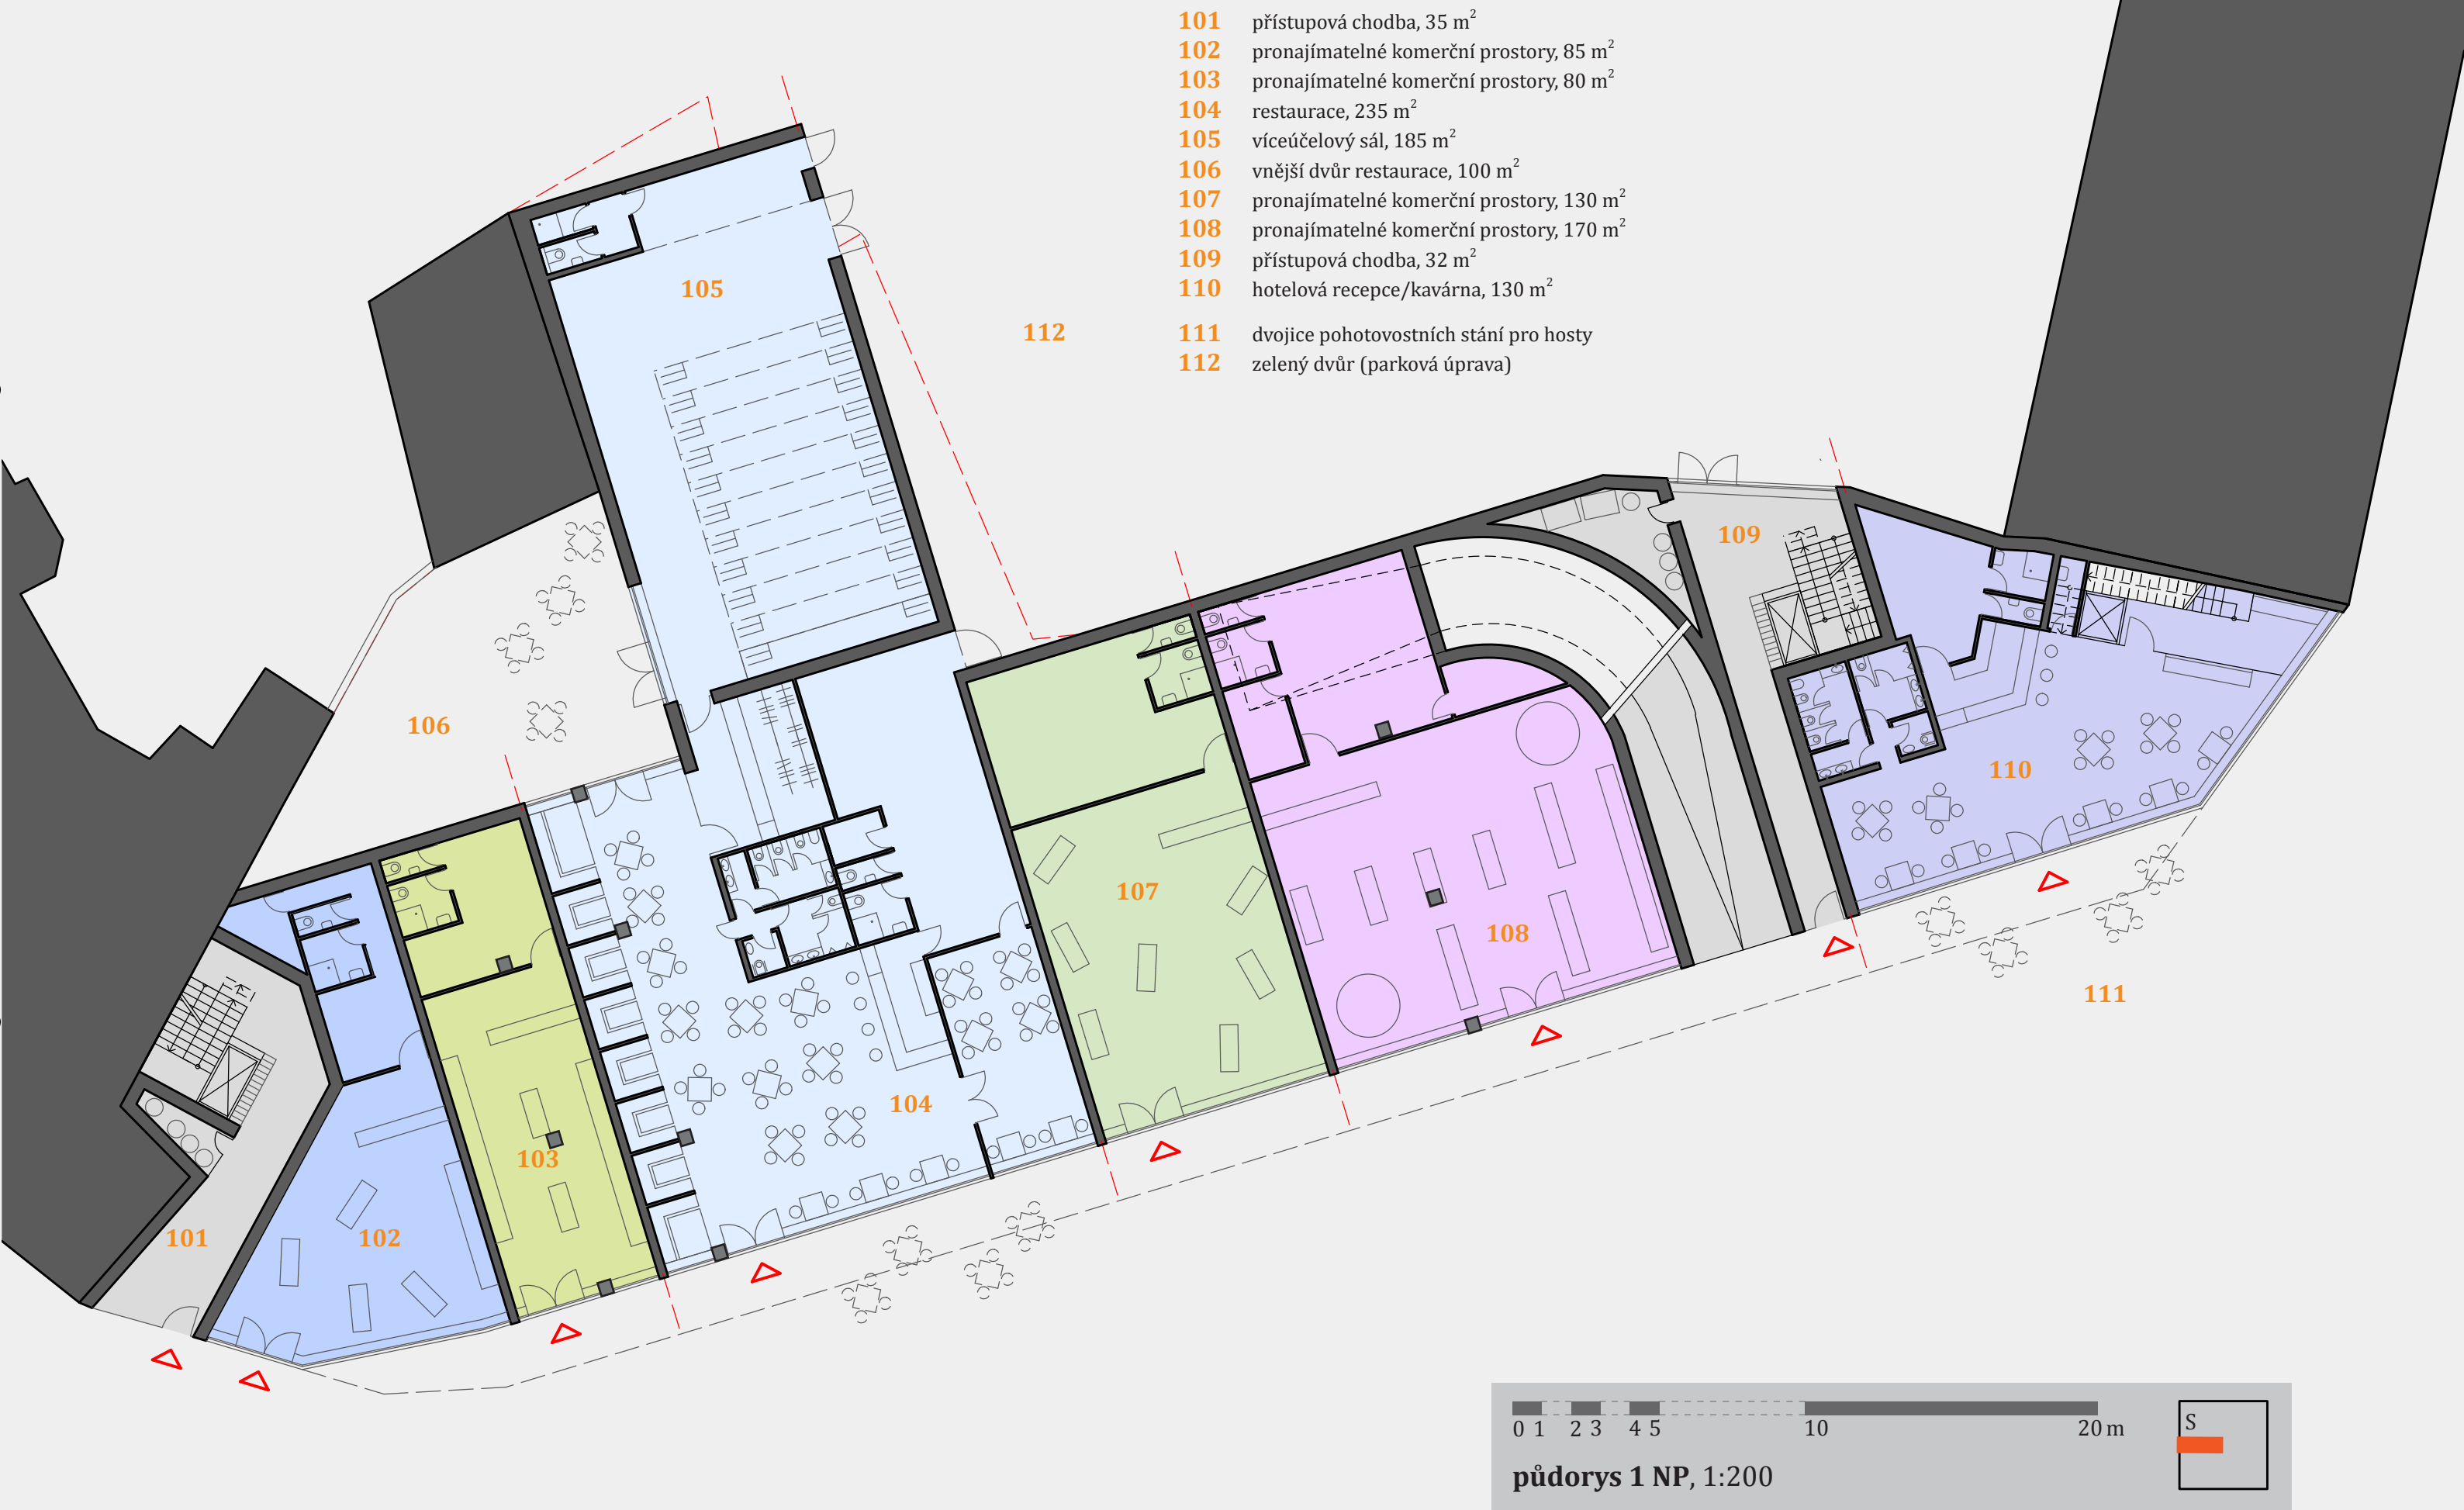 101 přístupová chodba, 35 m²
102 pronajímatelné komerční prostory, 85 m²
103 pronajímatelné komerční prostory, 80 m²
104 restaurace, 235 m²
105 víceúčelový sál, 185 m²
106 vnější dvůr restaurace, 100 m²
107 pronajímatelné komerční prostory, 130 m²
108 pronajímatelné komerční prostory, 170 m²
109 přístupová chodba, 32 m²
110 hotelová recepce/kavárna, 130 m²
111 dvojice pohotovostních stání pro hosty
112 zelený dvůr (parková úprava)
105
112
109
106
110
107
108
111
104
103
101
102
0 1 2 3 4 5 10 20 m
S
půdorys 1 NP, 1:200